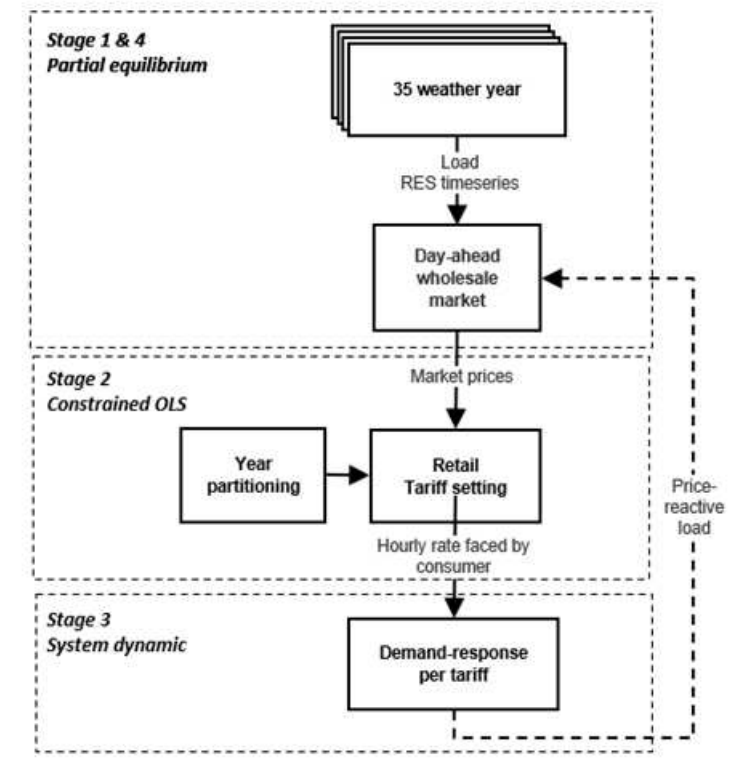 Stage 1 & 4
Partial equilibrium
35 weather year
Load
RES timeseries
Day-ahead
wholesale
market
Stage 2
Constrained OLS
Market prices
Year
partitioning
Retail
Tariff setting
Price-
reactive
load
Hourly rate faced by
consumer
Stage 3
System dynamic
Demand-response
per tariff